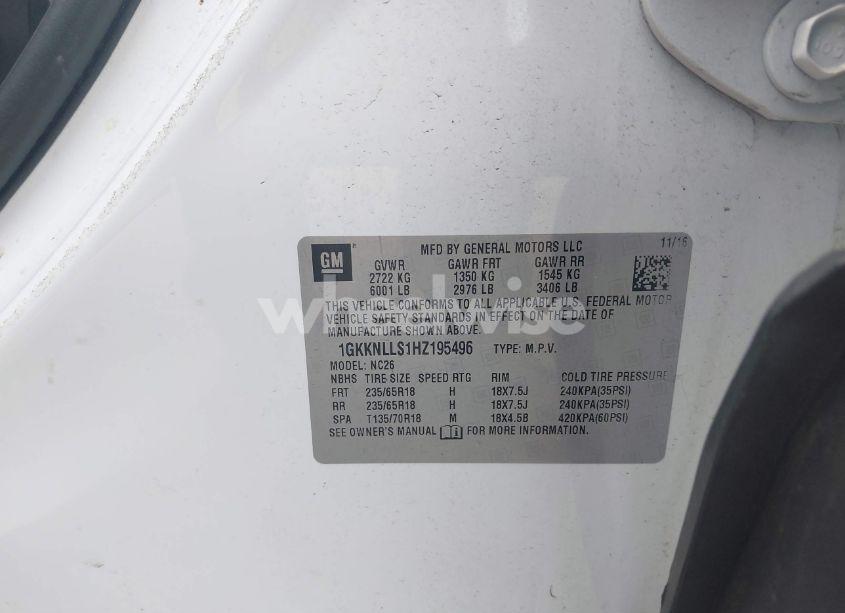 GM
MFD BY GENERAL MOTORS LLC
11/16
GVWR GAWR FRT GAWR RR
2722 KG 1350 KG 1545 KG
6001 LB 2976 LB 3406 LB
THIS VEHICLE CONFORMS TO ALL APPLICABLE U.S. FEDERAL MOTOR
VEHICLE SAFETY STANDARDS IN EFFECT ON THE DATE OF
MANUFACTURE SHOWN ABOVE.
1GKKNLLS1HZ195496 TYPE: M.P.V.
MODEL: NC26
NBHS TIRE SIZE SPEED RTG RIM COLD TIRE PRESSURE
FRT 235/65R18 H 18X7.5J 240KPA(35PSI)
RR 235/65R18 H 18X7.5J 240KPA(35PSI)
SPA T135/70R18 M 18X4.5B 420KPA(60PSI)
SEE OWNER'S MANUAL FOR MORE INFORMATION.